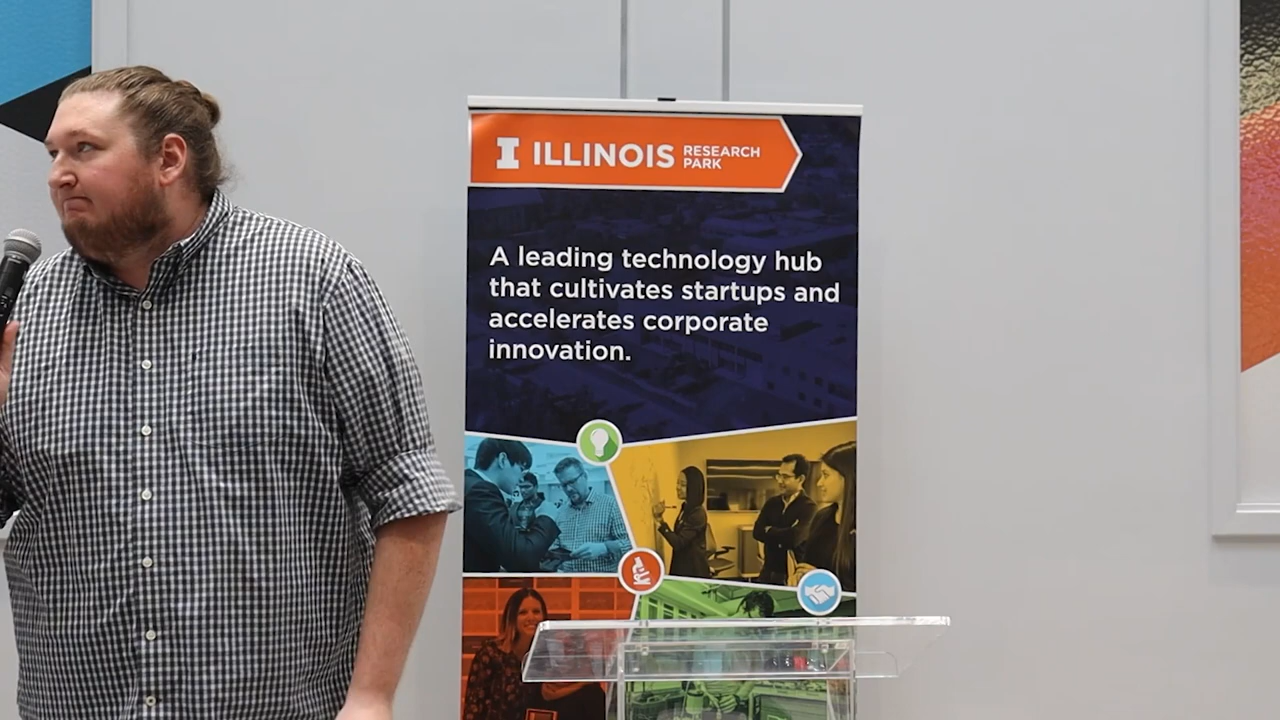 I ILLINOIS RESEARCH
PARK
A leading technology hub
that cultivates startups and
accelerates corporate
innovation.